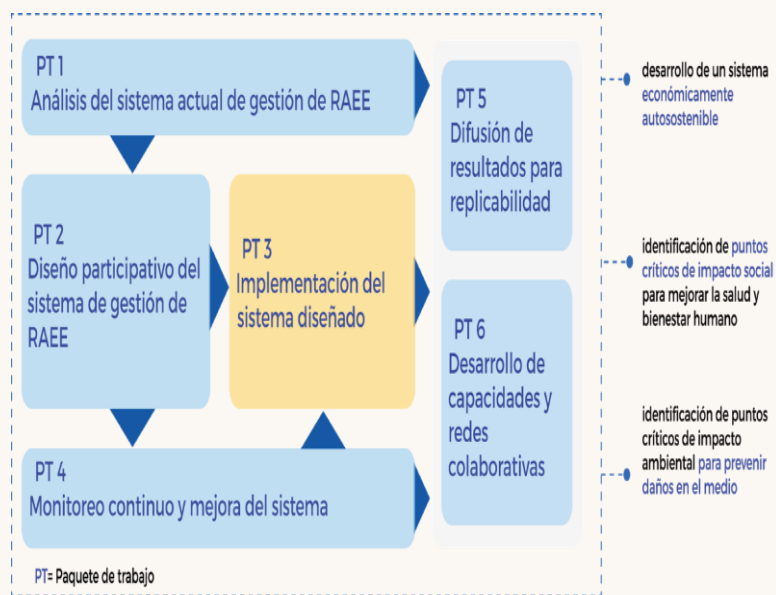 PT 1
Análisis del sistema actual de gestión de RAEE
PT 2
Diseño participativo del
sistema de gestión de
RAEE
PT 3
Implementación del
sistema diseñado
PT 4
Monitoreo continuo y mejora del sistema
PT= Paquete de trabajo
PT 5
Difusión de
resultados para
replicabilidad
PT 6
Desarrollo de
capacidades y
redes
colaborativas
desarrollo de un sistema
económicamente
autosostenible
identificación de puntos
críticos de impacto social
para mejorar la salud y
bienestar humano
identificación de puntos
críticos de impacto
ambiental para prevenir
daños en el medio